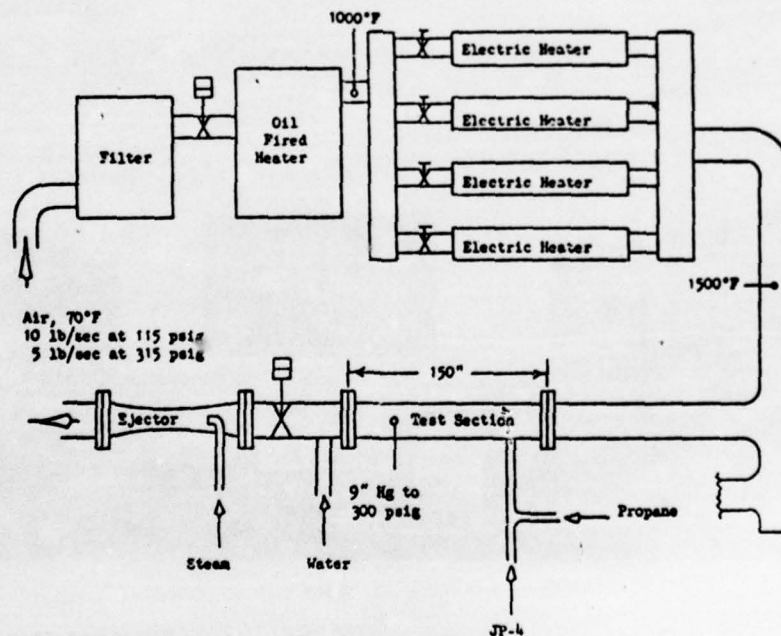 1000°F
Electric Heater
Oil
Fired
Heater
Filter
Electric Heater
Electric Heater
Electric Heater
1500°F
Air, 70°F
10 lb/sec at 115 psig
5 lb/sec at 315 psig
150"
Ejector
Test Section
9" Hg to
300 psig
Propane
Steam
Water
JP-4